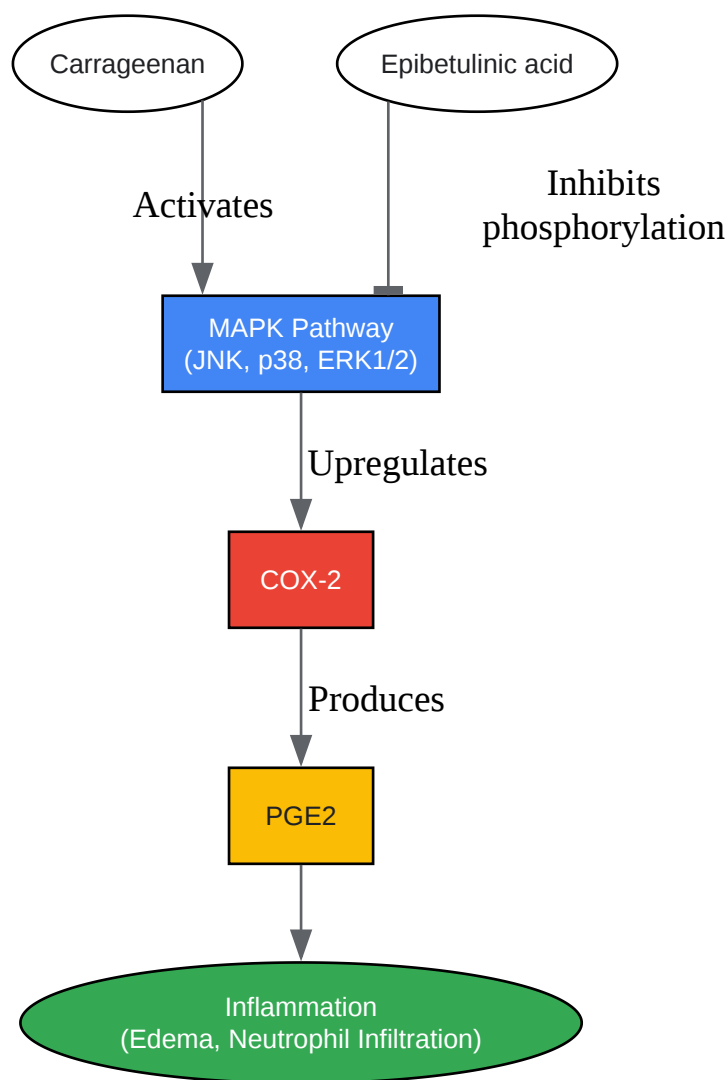 Carrageenan
Epibetulinic acid
Activates
Inhibits
phosphorylation
MAPK Pathway
(JNK, p38, ERK1/2)
Upregulates
COX-2
Produces
PGE2
Inflammation
(Edema, Neutrophil Infiltration)